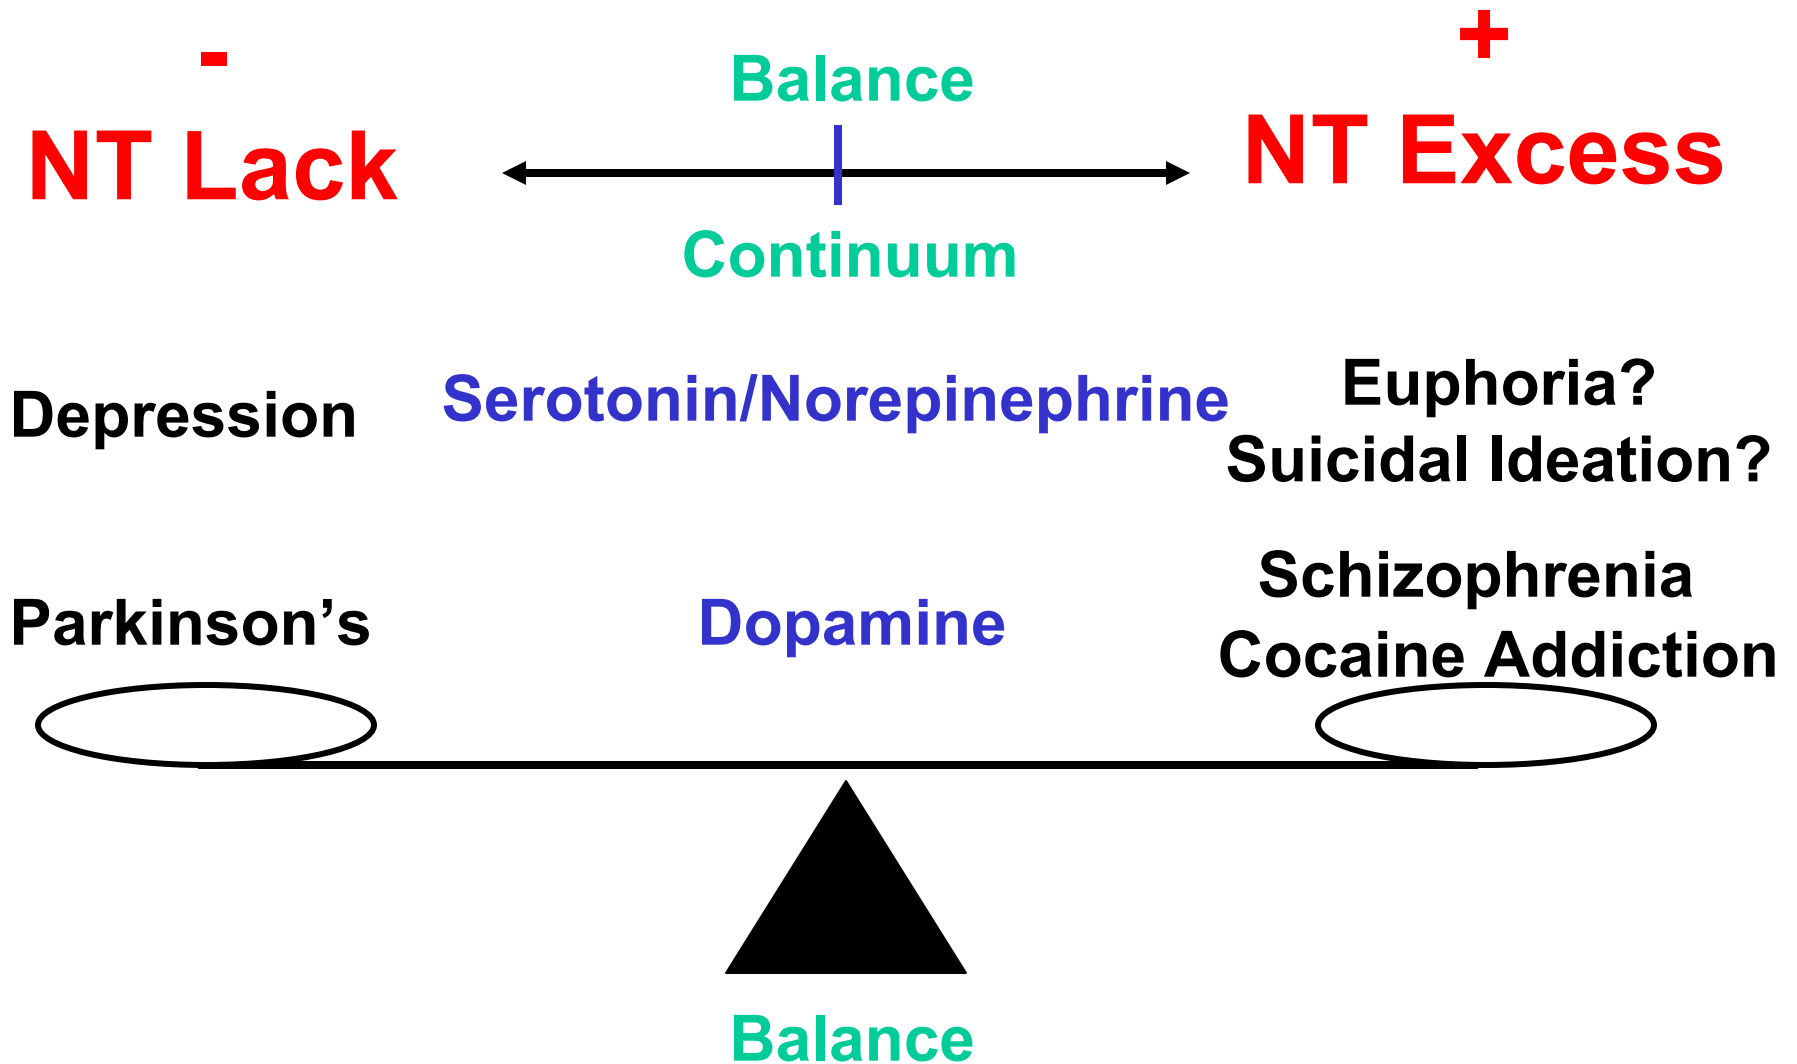 -
+
Balance
NT Lack
NT Excess
Continuum
Depression
Serotonin/Norepinephrine
Euphoria?
Suicidal Ideation?
Parkinson’s
Dopamine
Schizophrenia
Cocaine Addiction
Balance